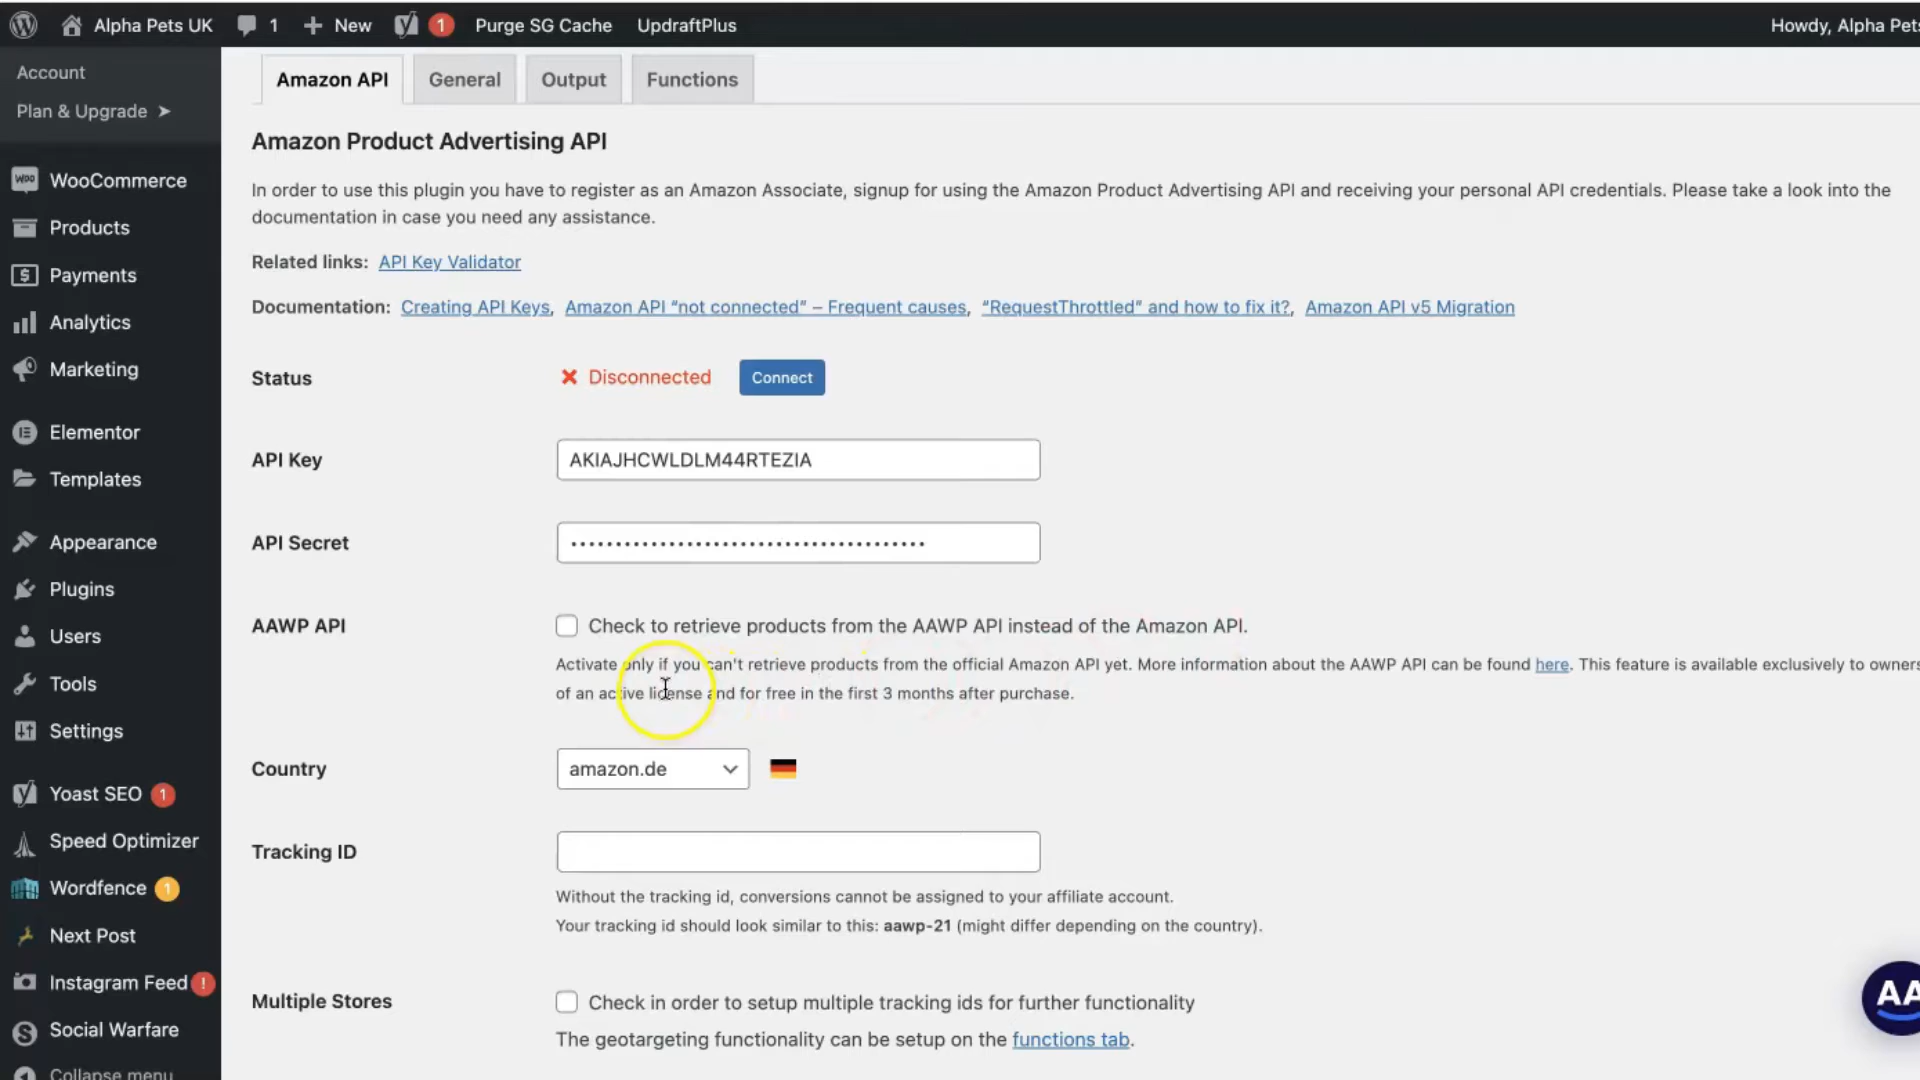 Alpha Pets UK 1 New 1 Purge SG Cache UpdraftPlus Howdy, Alpha Pets
Account
Plan & Upgrade ➤
WooCommerce
Products
Payments
Analytics
Marketing
Elementor
Templates
Appearance
Plugins
Users
Tools
Settings
Yoast SEO 1
Speed Optimizer
Wordfence 1
Next Post
Instagram Feed !
Social Warfare
Collapse menu
Amazon API General Output Functions
Amazon Product Advertising API
In order to use this plugin you have to register as an Amazon Associate, signup for using the Amazon Product Advertising API and receiving your personal API credentials. Please take a look into the
documentation in case you need any assistance.
Related links: API Key Validator
Documentation: Creating API Keys, Amazon API “not connected” – Frequent causes, “RequestThrottled” and how to fix it?, Amazon API v5 Migration
Status Disconnected Connect
API Key AKIAJHCWLDLM44RTEZIA
API Secret ••••••••••••••••••••••••••••••••••••••••
AAWP API Check to retrieve products from the AAWP API instead of the Amazon API.
Activate only if you can't retrieve products from the official Amazon API yet. More information about the AAWP API can be found here. This feature is available exclusively to owners
of an active license and for free in the first 3 months after purchase.
Country amazon.de
Tracking ID
Without the tracking id, conversions cannot be assigned to your affiliate account.
Your tracking id should look similar to this: aawp-21 (might differ depending on the country).
Multiple Stores Check in order to setup multiple tracking ids for further functionality
The geotargeting functionality can be setup on the functions tab.
AA